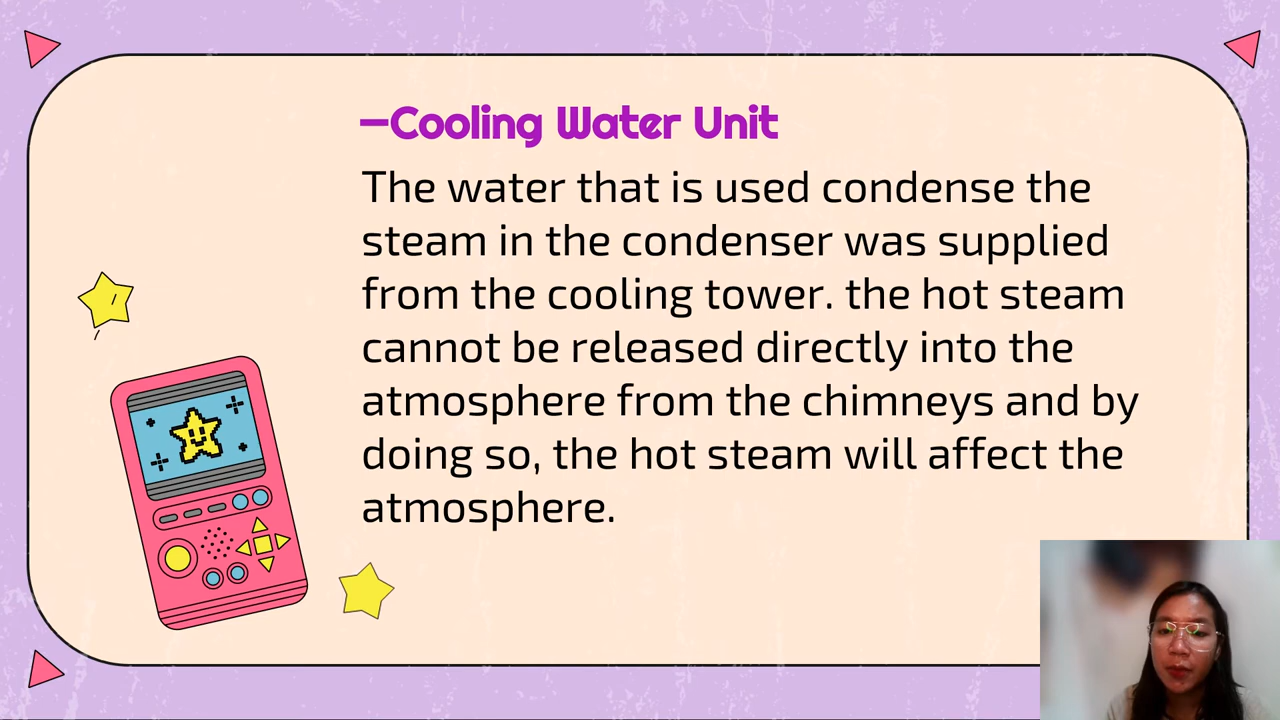 —Cooling Water Unit
The water that is used condense the
steam in the condenser was supplied
from the cooling tower. the hot steam
cannot be released directly into the
atmosphere from the chimneys and by
doing so, the hot steam will affect the
atmosphere.